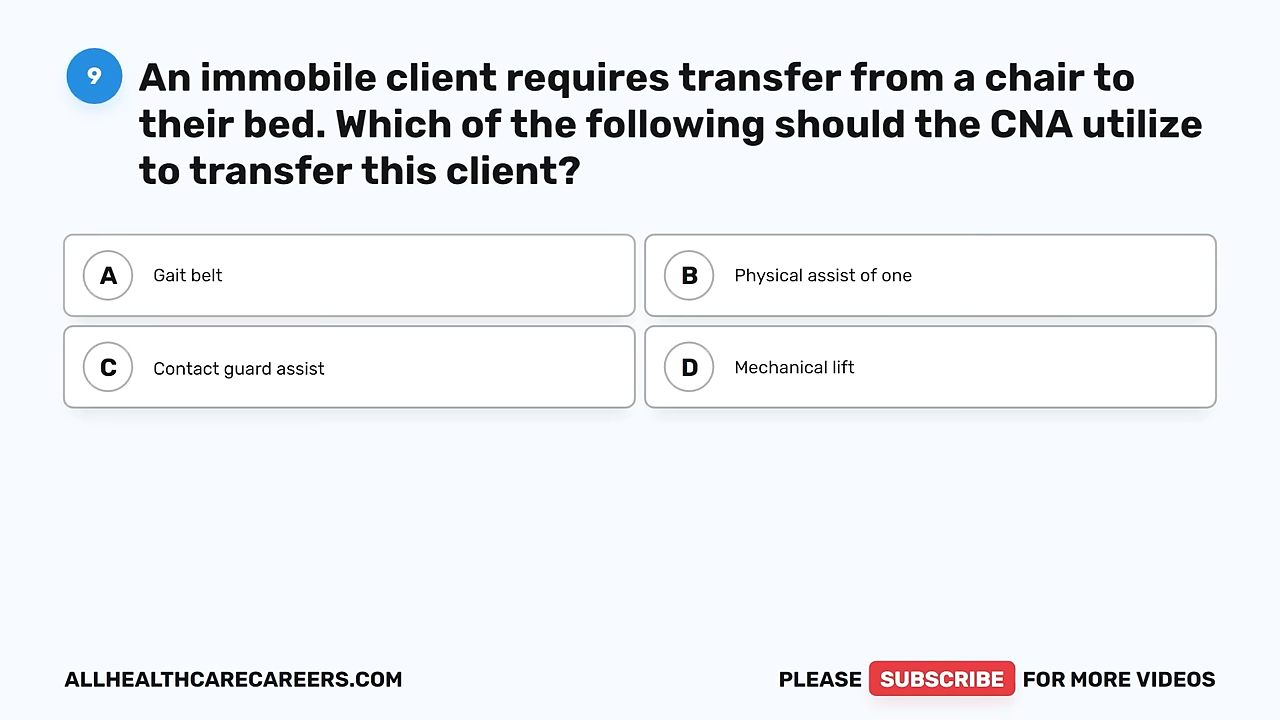 9
An immobile client requires transfer from a chair to
their bed. Which of the following should the CNA utilize
to transfer this client?
A Gait belt
B Physical assist of one
C Contact guard assist
D Mechanical lift
ALLHEALTHCARECAREERS.COM
PLEASE SUBSCRIBE FOR MORE VIDEOS